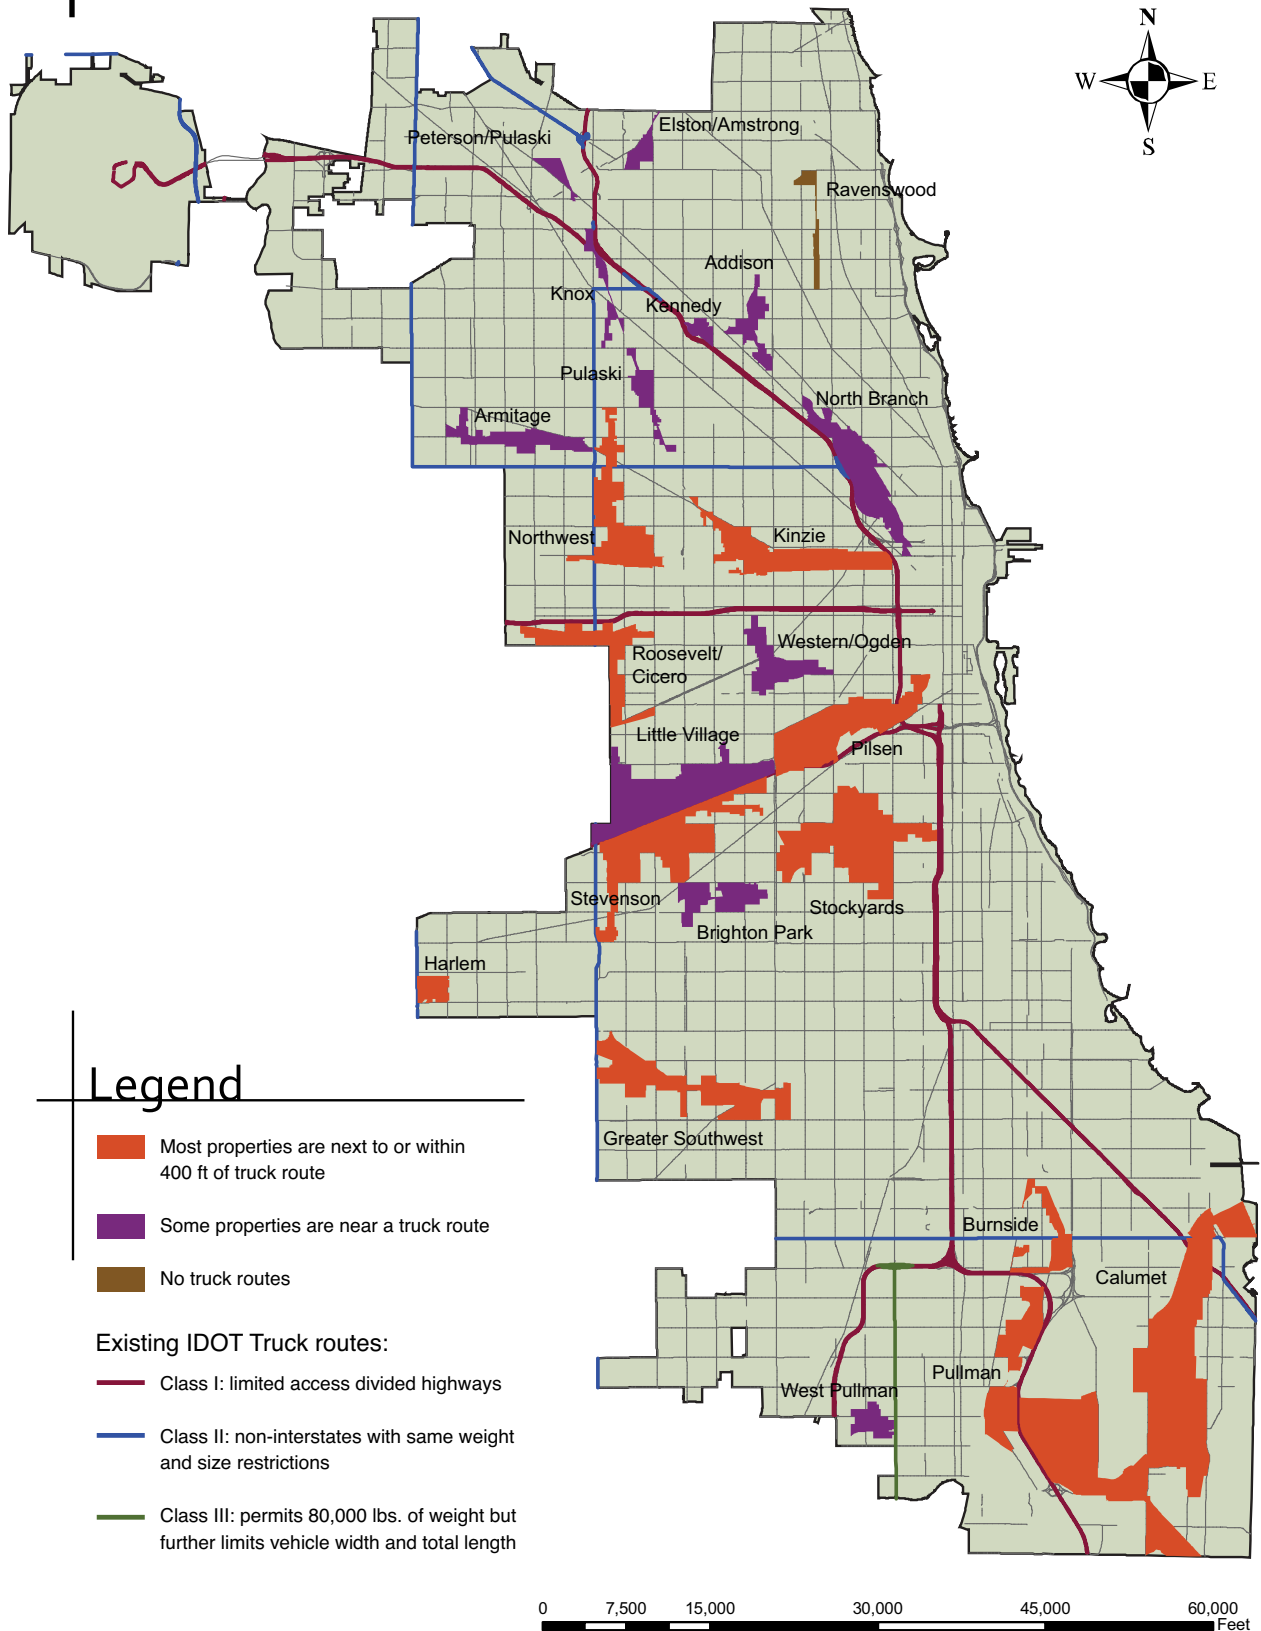 N
W E
S
Peterson/Pulaski
Elston/Amstrong
Ravenswood
Addison
Knox
Kennedy
Pulaski
North Branch
Armitage
Northwest
Kinzie
Western/Ogden
Roosevelt/
Cicero
Little Village
Pilsen
Stevenson
Stockyards
Brighton Park
Harlem
Greater Southwest
Burnside
Calumet
Pullman
West Pullman
Legend
Most properties are next to or within
400 ft of truck route
Some properties are near a truck route
No truck routes
Existing IDOT Truck routes:
Class I: limited access divided highways
Class II: non-interstates with same weight
and size restrictions
Class III: permits 80,000 lbs. of weight but
further limits vehicle width and total length
0 7,500 15,000 30,000 45,000 60,000
Feet